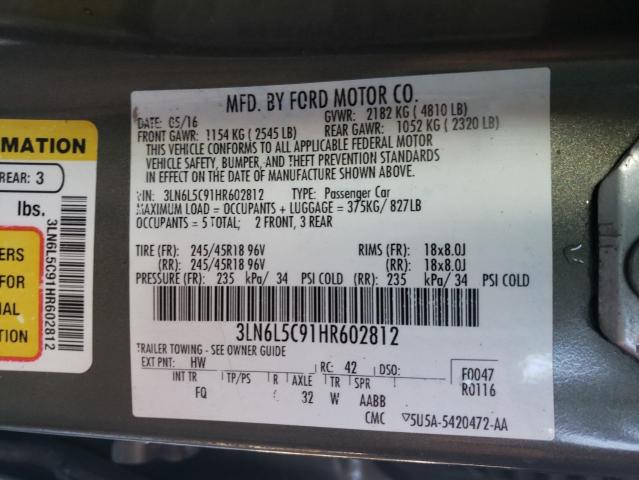 MFD. BY FORD MOTOR CO.
DATE: 05/16 GVWR: 2182 KG ( 4810 LB)
FRONT GAWR: 1154 KG ( 2545 LB) REAR GAWR: 1052 KG ( 2320 LB)
THIS VEHICLE CONFORMS TO ALL APPLICABLE FEDERAL MOTOR
VEHICLE SAFETY, BUMPER, AND THEFT PREVENTION STANDARDS
IN EFFECT ON THE DATE OF MANUFACTURE SHOWN ABOVE.
VIN: 3LN6L5C91HR602812 TYPE: Passenger Car
MAXIMUM LOAD = OCCUPANTS + LUGGAGE = 375KG/ 827LB
OCCUPANTS = 5 TOTAL; 2 FRONT, 3 REAR
TIRE (FR): 245/45R18 96V RIMS (FR): 18x8.0J
(RR): 245/45R18 96V (RR): 18x8.0J
PRESSURE (FR): 235 kPa/ 34 PSI COLD (RR): 235 kPa/ 34 PSI COLD
3LN6L5C91HR602812
TRAILER TOWING - SEE OWNER GUIDE
EXT PNT: HW RC: 42 DSO: F0047
INT TR TP/PS R AXLE TR SPR R0116
FQ 32 W AABB
CMC ▽5U5A-5420472-AA
RMATION
REAR: 3
lbs.
ERS
FOR
NAL
ION
3LN6L5C91HR602812